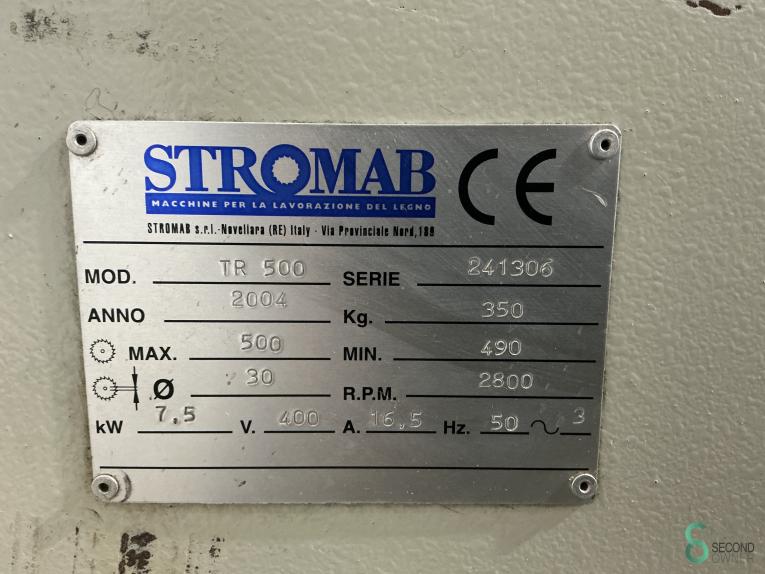 STROMAB
MACCHINE PER LA LAVORAZIONE DEL LEGNO
CE
STROMAB s.r.l.-Novellara (RE) Italy - Via Provinciale Nord,189
MOD. TR 500 SERIE 241306
ANNO 2004 Kg. 350
MAX. 500 MIN. 490
Ø 30 R.P.M. 2800
kW 7,5 V. 400 A. 16,5 Hz. 50 ~ 3
SECOND
OWNER